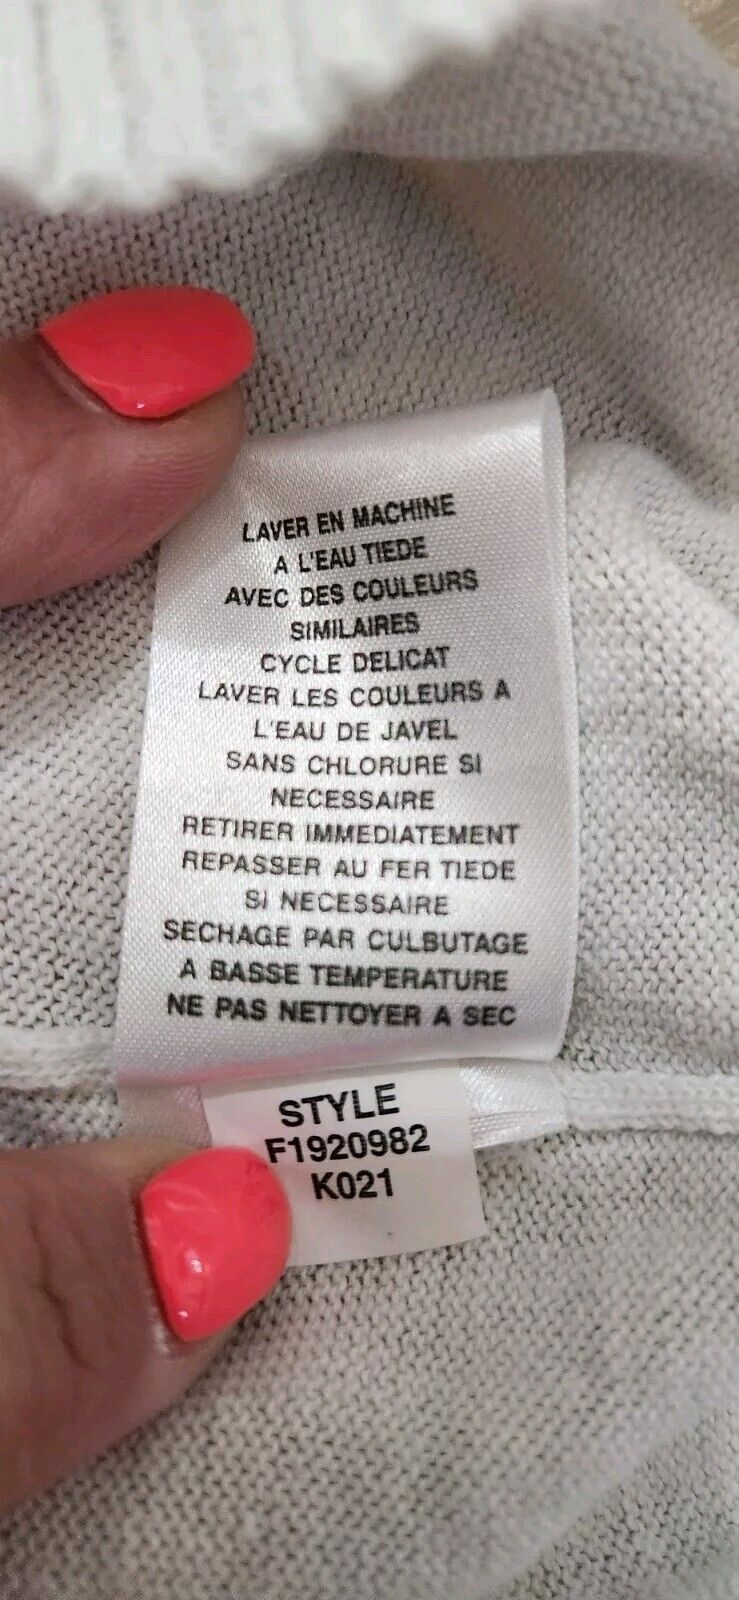 LAVER EN MACHINE
A L'EAU TIEDE
AVEC DES COULEURS
SIMILAIRES
CYCLE DELICAT
LAVER LES COULEURS A
L'EAU DE JAVEL
SANS CHLORURE SI
NECESSAIRE
RETIRER IMMEDIATEMENT
REPASSER AU FER TIEDE
SI NECESSAIRE
SECHAGE PAR CULBUTAGE
A BASSE TEMPERATURE
NE PAS NETTOYER A SEC
STYLE
F1920982
K021